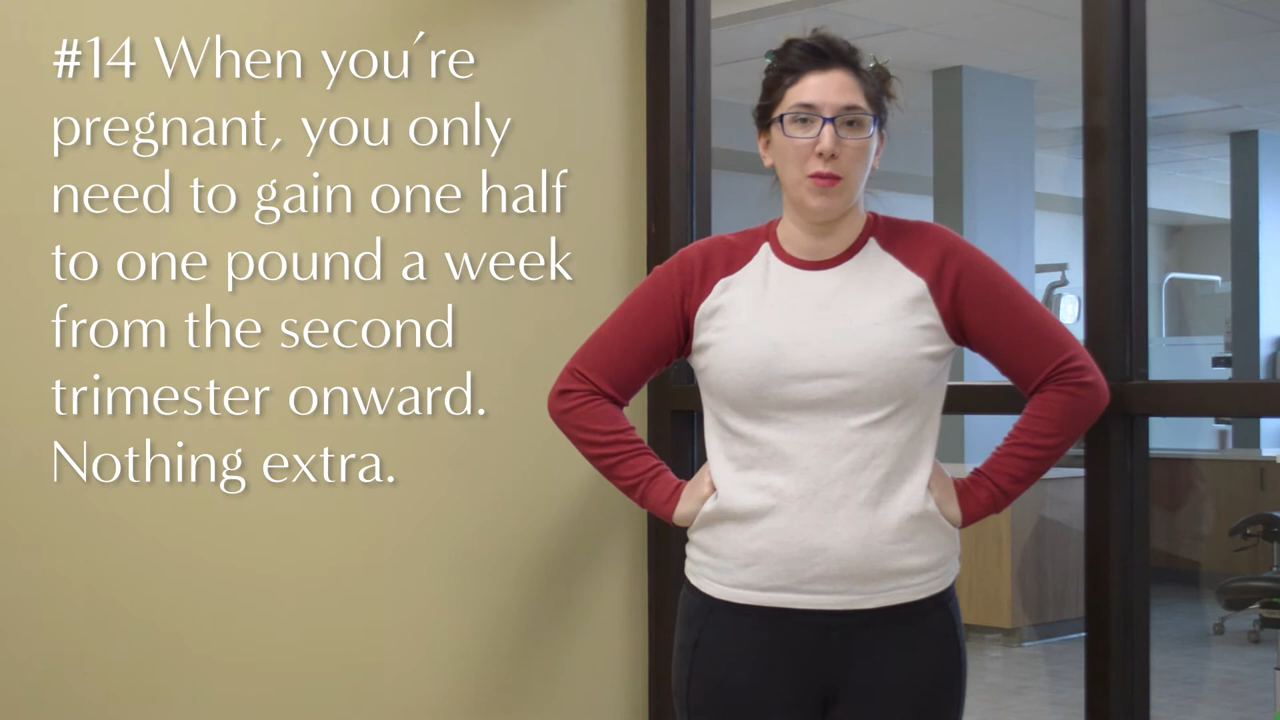 #14 When you´re
pregnant, you only
need to gain one half
to one pound a week
from the second
trimester onward.
Nothing extra.